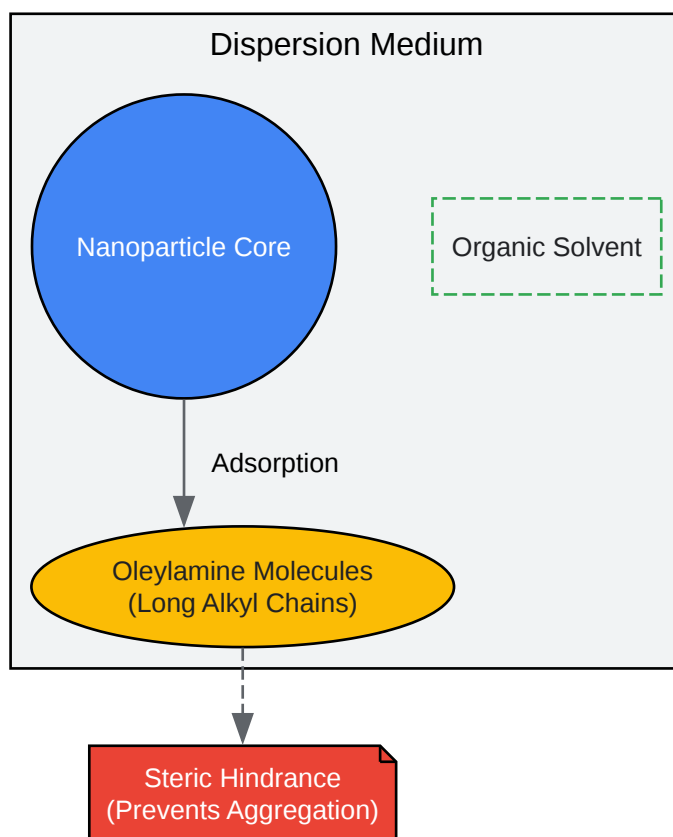 Dispersion Medium
Nanoparticle Core
Organic Solvent
Adsorption
Oleylamine Molecules
(Long Alkyl Chains)
Steric Hindrance
(Prevents Aggregation)